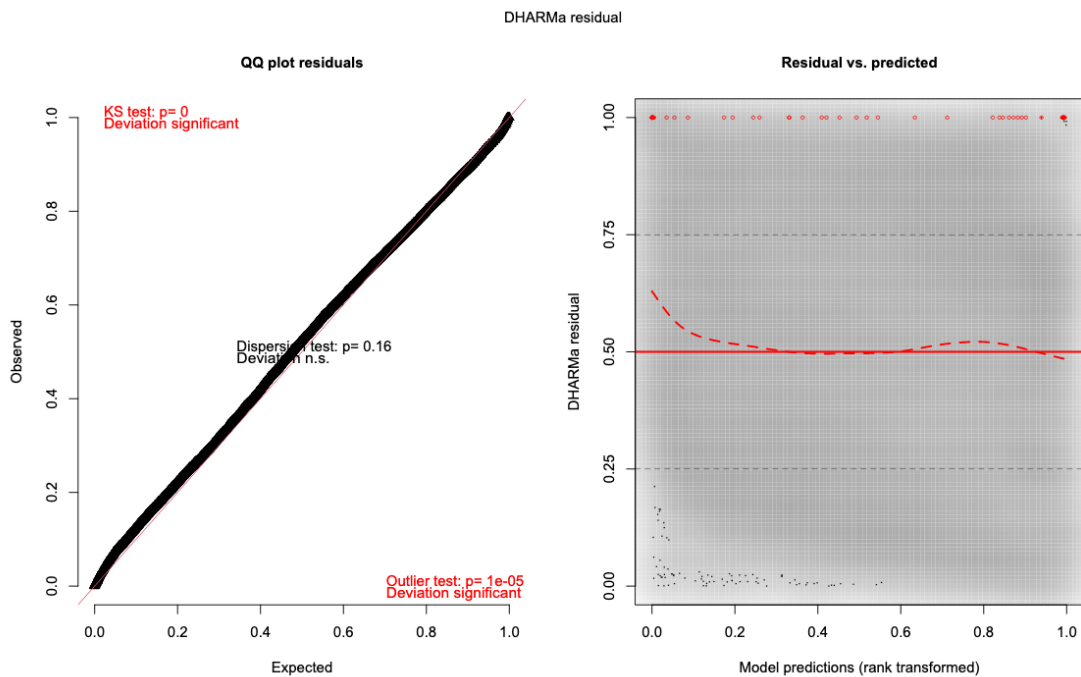 DHARMa residual
QQ plot residuals
KS test: p= 0
Deviation significant
Dispersion test: p= 0.16
Deviation n.s.
Outlier test: p= 1e-05
Deviation significant
Observed
0.0 0.2 0.4 0.6 0.8 1.0
0.0 0.2 0.4 0.6 0.8 1.0
Expected
Residual vs. predicted
DHARMa residual
0.00 0.25 0.50 0.75 1.00
0.0 0.2 0.4 0.6 0.8 1.0
Model predictions (rank transformed)